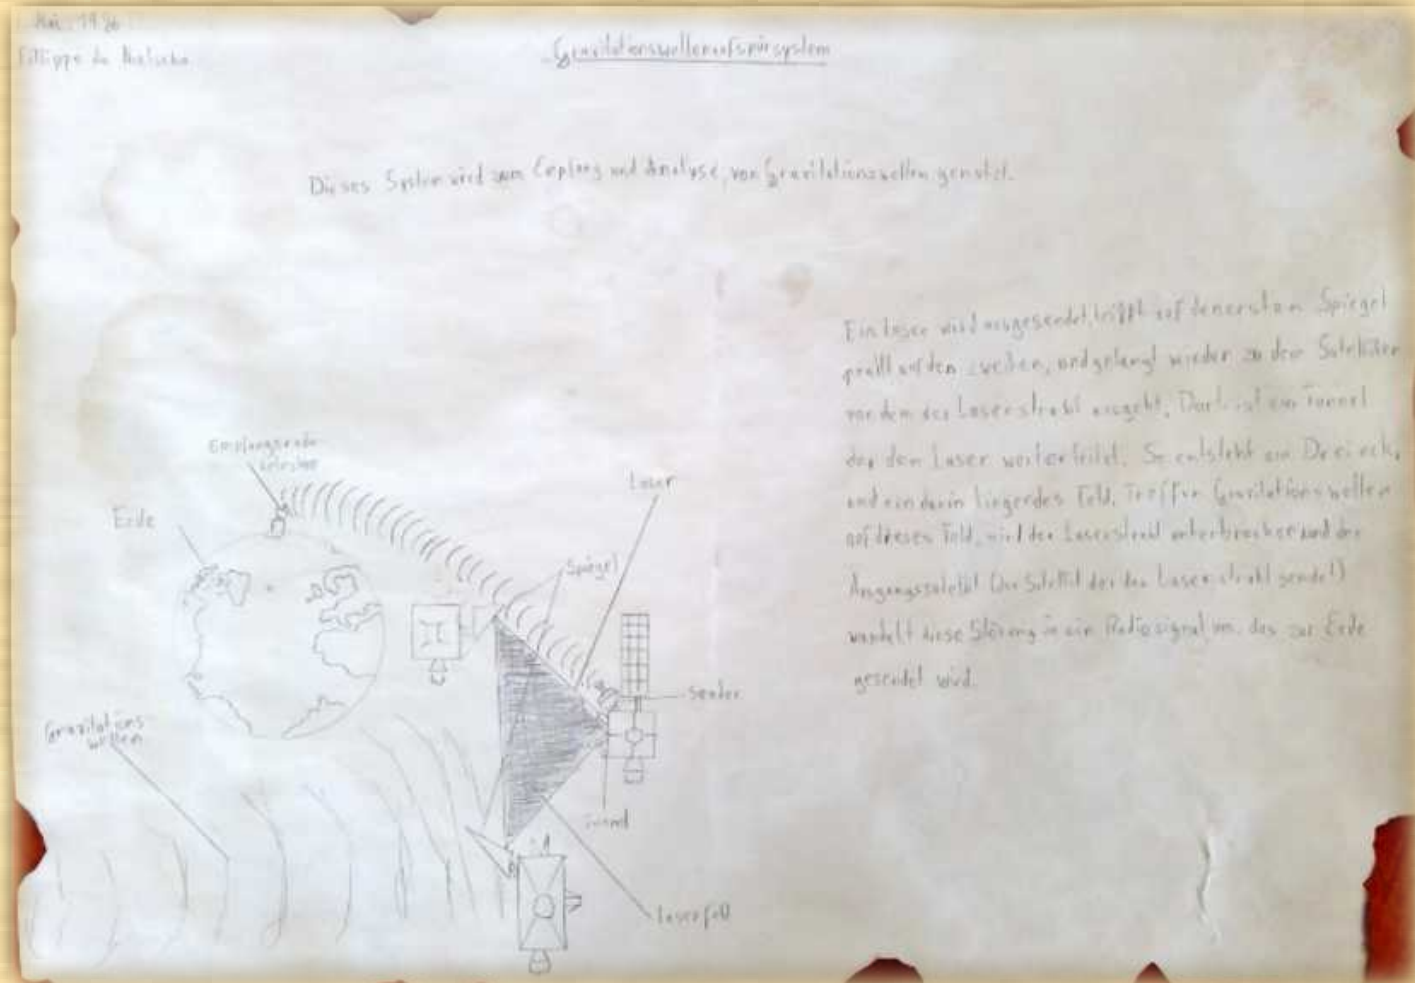 Mai 19
Fillippe da
Gravitationswellenaufspürsystem
Dieses System wird zum Empfang und Analyse, von Gravitationswellen genutzt.
Ein Laser wird ausgesendet, trifft auf den ersten Spiegel
prallt auf den zweiten, und gelangt wieder zu dem Satelliten
von dem der Laserstrahl ausgeht. Dort ist ein Tunnel
der den Laser weiterleitet. So entsteht ein Dreieck,
und ein darin liegendes Feld. Treffen Gravitationswellen
auf dieses Feld, wird der Laserstrahl unterbrochen und der
Ausgangssatelit (Der Satellit der den Laserstrahl sendet)
wandelt diese Störung in ein Radiosignal um, das zur Erde
gesendet wird.
Erde
Laser
Spiegel
Sender
Gravitations
wellen
Tunnel
Laserfeld